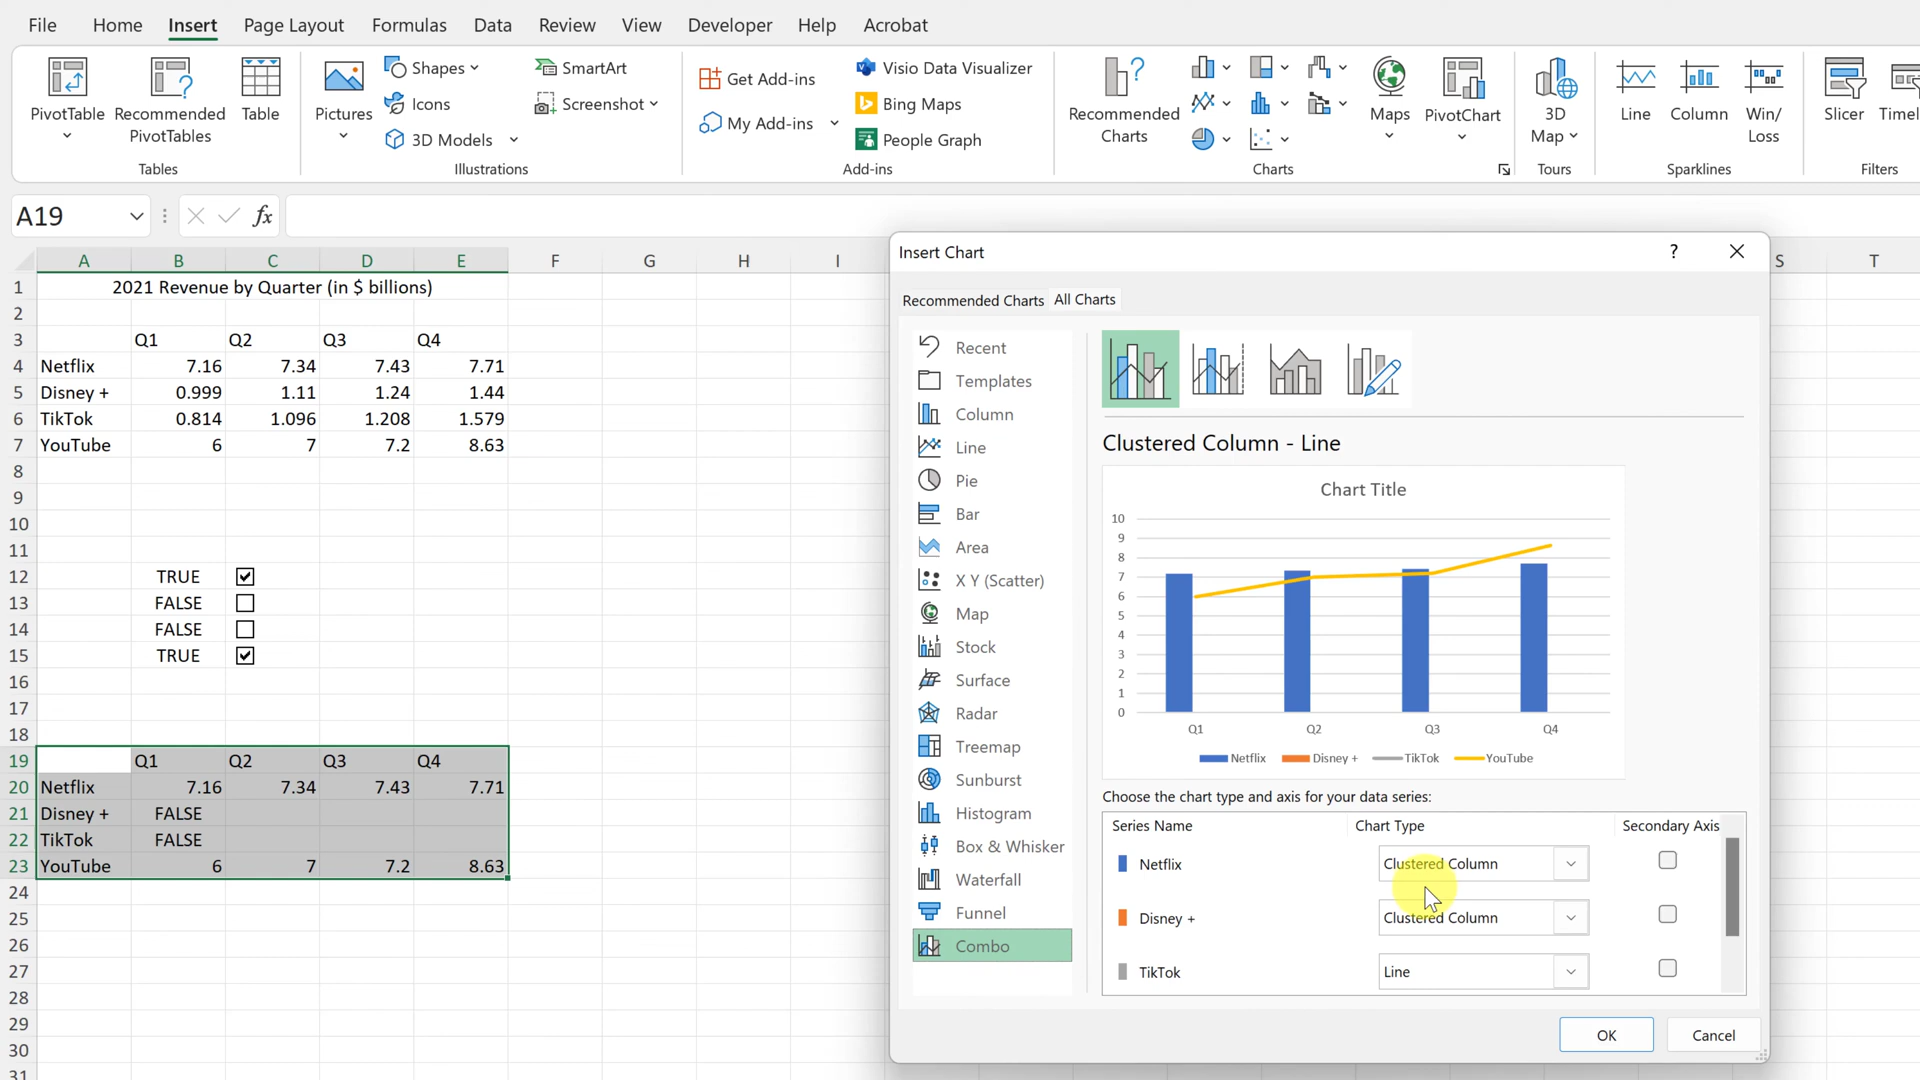 File Home Insert Page Layout Formulas Data Review View Developer Help Acrobat
PivotTable
Recommended
PivotTables
Table
Tables
Pictures
Shapes
Icons
3D Models
SmartArt
Screenshot
Illustrations
Get Add-ins
My Add-ins
Visio Data Visualizer
Bing Maps
People Graph
Add-ins
Recommended
Charts
Maps
PivotChart
Charts
3D
Map
Tours
Line
Column
Win/
Loss
Sparklines
Slicer
Timel
Filters
A19 fx
A B C D E F G H I S T
1 2021 Revenue by Quarter (in $ billions)
2
3 Q1 Q2 Q3 Q4
4 Netflix 7.16 7.34 7.43 7.71
5 Disney + 0.999 1.11 1.24 1.44
6 TikTok 0.814 1.096 1.208 1.579
7 YouTube 6 7 7.2 8.63
8
9
10
11
12 TRUE
13 FALSE
14 FALSE
15 TRUE
16
17
18
19 Q1 Q2 Q3 Q4
20 Netflix 7.16 7.34 7.43 7.71
21 Disney + FALSE
22 TikTok FALSE
23 YouTube 6 7 7.2 8.63
24
25
26
27
28
29
30
31
Insert Chart ?
Recommended Charts All Charts
Recent
Templates
Column
Line
Pie
Bar
Area
X Y (Scatter)
Map
Stock
Surface
Radar
Treemap
Sunburst
Histogram
Box & Whisker
Waterfall
Funnel
Combo
Clustered Column - Line
Chart Title
10
9
8
7
6
5
4
3
2
1
0
Q1 Q2 Q3 Q4
Netflix Disney + TikTok YouTube
Choose the chart type and axis for your data series:
Series Name Chart Type Secondary Axis
Netflix Clustered Column
Disney + Clustered Column
TikTok Line
OK Cancel